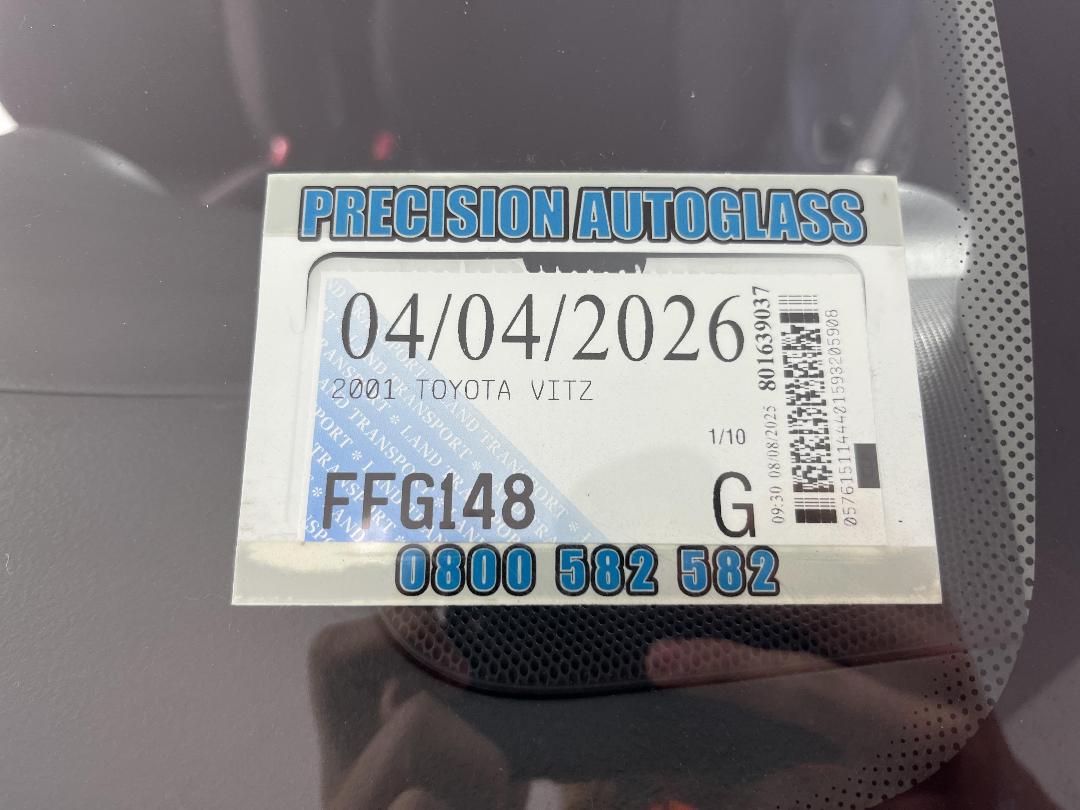 PRECISION AUTOGLASS
04/04/2026
2001 TOYOTA VITZ
1/10
FFG148
G
801639037
09:30 08/08/2025
0576151144401593205908
0800 582 582